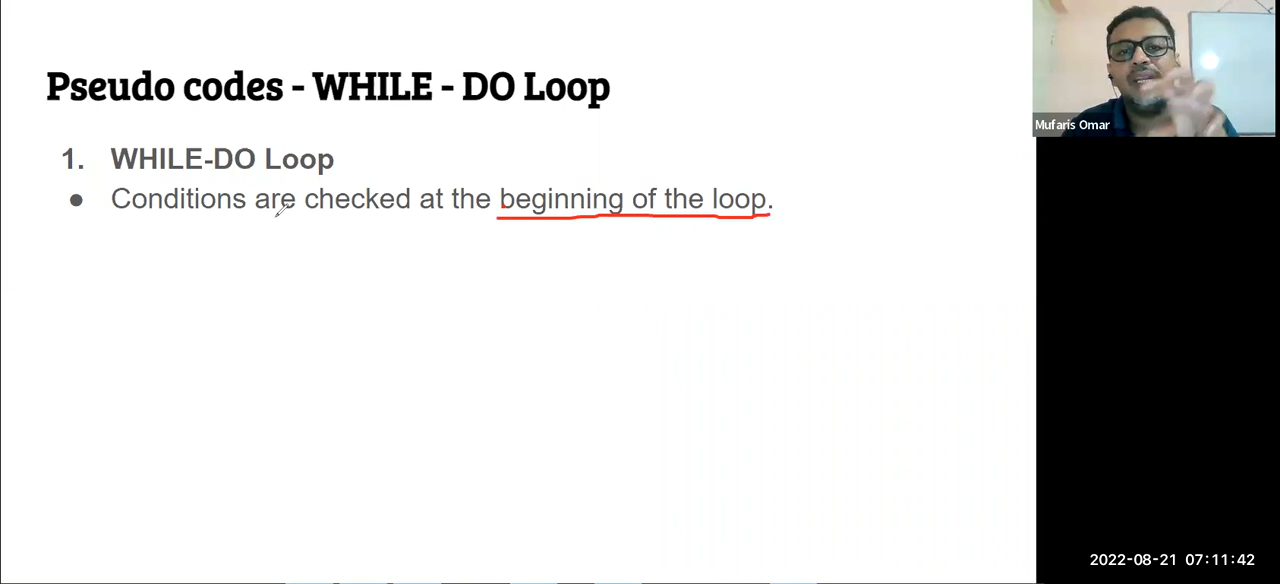 Pseudo codes - WHILE - DO Loop
1. WHILE-DO Loop
● Conditions are checked at the beginning of the loop.
Mufaris Omar
2022-08-21 07:11:42